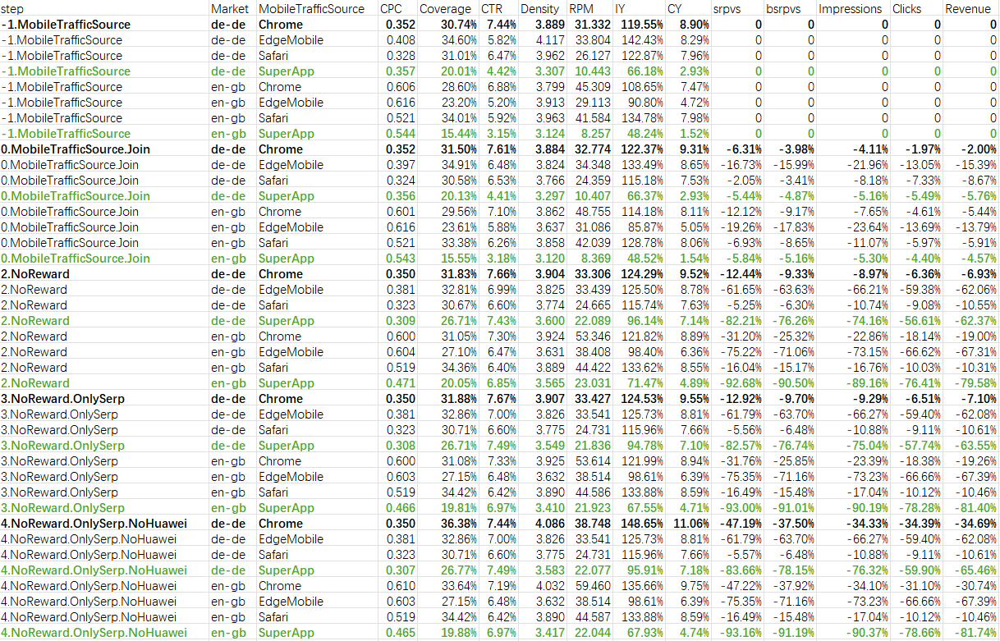 step Market MobileTrafficSource CPC Coverage CTR Density RPM IY CY srpvs bsrpvs Impressions Clicks Revenue
-1.MobileTrafficSource de-de Chrome 0.352 30.74% 7.44% 3.889 31.332 119.55% 8.90% 0 0 0 0 0
-1.MobileTrafficSource de-de EdgeMobile 0.408 34.60% 5.82% 4.117 33.804 142.43% 8.29% 0 0 0 0 0
-1.MobileTrafficSource de-de Safari 0.328 31.01% 6.47% 3.962 26.127 122.87% 7.96% 0 0 0 0 0
-1.MobileTrafficSource de-de SuperApp 0.357 20.01% 4.42% 3.307 10.443 66.18% 2.93% 0 0 0 0 0
-1.MobileTrafficSource en-gb Chrome 0.606 28.60% 6.88% 3.799 45.309 108.65% 7.47% 0 0 0 0 0
-1.MobileTrafficSource en-gb EdgeMobile 0.616 23.20% 5.20% 3.913 29.113 90.80% 4.72% 0 0 0 0 0
-1.MobileTrafficSource en-gb Safari 0.521 34.01% 5.92% 3.963 41.584 134.78% 7.98% 0 0 0 0 0
-1.MobileTrafficSource en-gb SuperApp 0.544 15.44% 3.15% 3.124 8.257 48.24% 1.52% 0 0 0 0 0
0.MobileTrafficSource.Join de-de Chrome 0.352 31.50% 7.61% 3.884 32.774 122.37% 9.31% -6.31% -3.98% -4.11% -1.97% -2.00%
0.MobileTrafficSource.Join de-de EdgeMobile 0.397 34.91% 6.48% 3.824 34.348 133.49% 8.65% -16.73% -15.99% -21.96% -13.05% -15.39%
0.MobileTrafficSource.Join de-de Safari 0.324 30.58% 6.53% 3.766 24.359 115.18% 7.53% -2.05% -3.41% -8.18% -7.33% -8.67%
0.MobileTrafficSource.Join de-de SuperApp 0.356 20.13% 4.41% 3.297 10.407 66.37% 2.93% -5.44% -4.87% -5.16% -5.49% -5.76%
0.MobileTrafficSource.Join en-gb Chrome 0.601 29.56% 7.10% 3.862 48.755 114.18% 8.11% -12.12% -9.17% -7.65% -4.61% -5.44%
0.MobileTrafficSource.Join en-gb EdgeMobile 0.616 23.61% 5.88% 3.637 31.086 85.87% 5.05% -19.26% -17.83% -23.64% -13.69% -13.79%
0.MobileTrafficSource.Join en-gb Safari 0.521 33.38% 6.26% 3.858 42.039 128.78% 8.06% -6.93% -8.65% -11.07% -5.97% -5.91%
0.MobileTrafficSource.Join en-gb SuperApp 0.543 15.55% 3.18% 3.120 8.369 48.52% 1.54% -5.84% -5.16% -5.30% -4.40% -4.57%
2.NoReward de-de Chrome 0.350 31.83% 7.66% 3.904 33.306 124.29% 9.52% -12.44% -9.33% -8.97% -6.36% -6.93%
2.NoReward de-de EdgeMobile 0.381 32.81% 6.99% 3.825 33.439 125.50% 8.78% -61.65% -63.63% -66.21% -59.38% -62.06%
2.NoReward de-de Safari 0.323 30.67% 6.60% 3.774 24.665 115.74% 7.63% -5.25% -6.30% -10.74% -9.08% -10.55%
2.NoReward de-de SuperApp 0.309 26.71% 7.43% 3.600 22.089 96.14% 7.14% -82.21% -76.26% -74.16% -56.61% -62.37%
2.NoReward en-gb Chrome 0.600 31.05% 7.30% 3.924 53.346 121.82% 8.89% -31.20% -25.32% -22.86% -18.14% -19.00%
2.NoReward en-gb EdgeMobile 0.604 27.10% 6.47% 3.631 38.408 98.40% 6.36% -75.22% -71.06% -73.15% -66.62% -67.31%
2.NoReward en-gb Safari 0.519 34.36% 6.40% 3.889 44.422 133.62% 8.55% -16.04% -15.17% -16.76% -10.03% -10.31%
2.NoReward en-gb SuperApp 0.471 20.05% 6.85% 3.565 23.031 71.47% 4.89% -92.68% -90.50% -89.16% -76.41% -79.58%
3.NoReward.OnlySerp de-de Chrome 0.350 31.88% 7.67% 3.907 33.427 124.53% 9.55% -12.92% -9.70% -9.29% -6.51% -7.10%
3.NoReward.OnlySerp de-de EdgeMobile 0.381 32.86% 7.00% 3.826 33.541 125.73% 8.81% -61.79% -63.70% -66.27% -59.40% -62.08%
3.NoReward.OnlySerp de-de Safari 0.323 30.71% 6.60% 3.775 24.731 115.96% 7.66% -5.56% -6.48% -10.88% -9.11% -10.61%
3.NoReward.OnlySerp de-de SuperApp 0.308 26.71% 7.49% 3.549 21.836 94.78% 7.10% -82.57% -76.74% -75.04% -57.74% -63.55%
3.NoReward.OnlySerp en-gb Chrome 0.600 31.08% 7.33% 3.925 53.614 121.99% 8.94% -31.76% -25.85% -23.39% -18.38% -19.26%
3.NoReward.OnlySerp en-gb EdgeMobile 0.603 27.15% 6.48% 3.632 38.514 98.61% 6.39% -75.35% -71.16% -73.23% -66.66% -67.39%
3.NoReward.OnlySerp en-gb Safari 0.519 34.42% 6.42% 3.890 44.586 133.88% 8.59% -16.49% -15.48% -17.04% -10.12% -10.46%
3.NoReward.OnlySerp en-gb SuperApp 0.466 19.81% 6.97% 3.410 21.923 67.55% 4.71% -93.00% -91.01% -90.19% -78.28% -81.40%
4.NoReward.OnlySerp.NoHuawei de-de Chrome 0.350 36.38% 7.44% 4.086 38.748 148.65% 11.06% -47.19% -37.50% -34.33% -34.39% -34.69%
4.NoReward.OnlySerp.NoHuawei de-de EdgeMobile 0.381 32.86% 7.00% 3.826 33.541 125.73% 8.81% -61.79% -63.70% -66.27% -59.40% -62.08%
4.NoReward.OnlySerp.NoHuawei de-de Safari 0.323 30.71% 6.60% 3.775 24.731 115.96% 7.66% -5.57% -6.48% -10.88% -9.11% -10.61%
4.NoReward.OnlySerp.NoHuawei de-de SuperApp 0.307 26.77% 7.49% 3.583 22.077 95.91% 7.18% -83.66% -78.15% -76.32% -59.90% -65.46%
4.NoReward.OnlySerp.NoHuawei en-gb Chrome 0.610 33.64% 7.19% 4.032 59.460 135.66% 9.75% -47.22% -37.92% -34.10% -31.10% -30.74%
4.NoReward.OnlySerp.NoHuawei en-gb EdgeMobile 0.603 27.15% 6.48% 3.632 38.514 98.61% 6.39% -75.35% -71.16% -73.23% -66.66% -67.39%
4.NoReward.OnlySerp.NoHuawei en-gb Safari 0.519 34.42% 6.42% 3.890 44.587 133.88% 8.59% -16.49% -15.48% -17.04% -10.12% -10.46%
4.NoReward.OnlySerp.NoHuawei en-gb SuperApp 0.465 19.88% 6.97% 3.417 22.044 67.93% 4.74% -93.16% -91.19% -90.37% -78.66% -81.74%